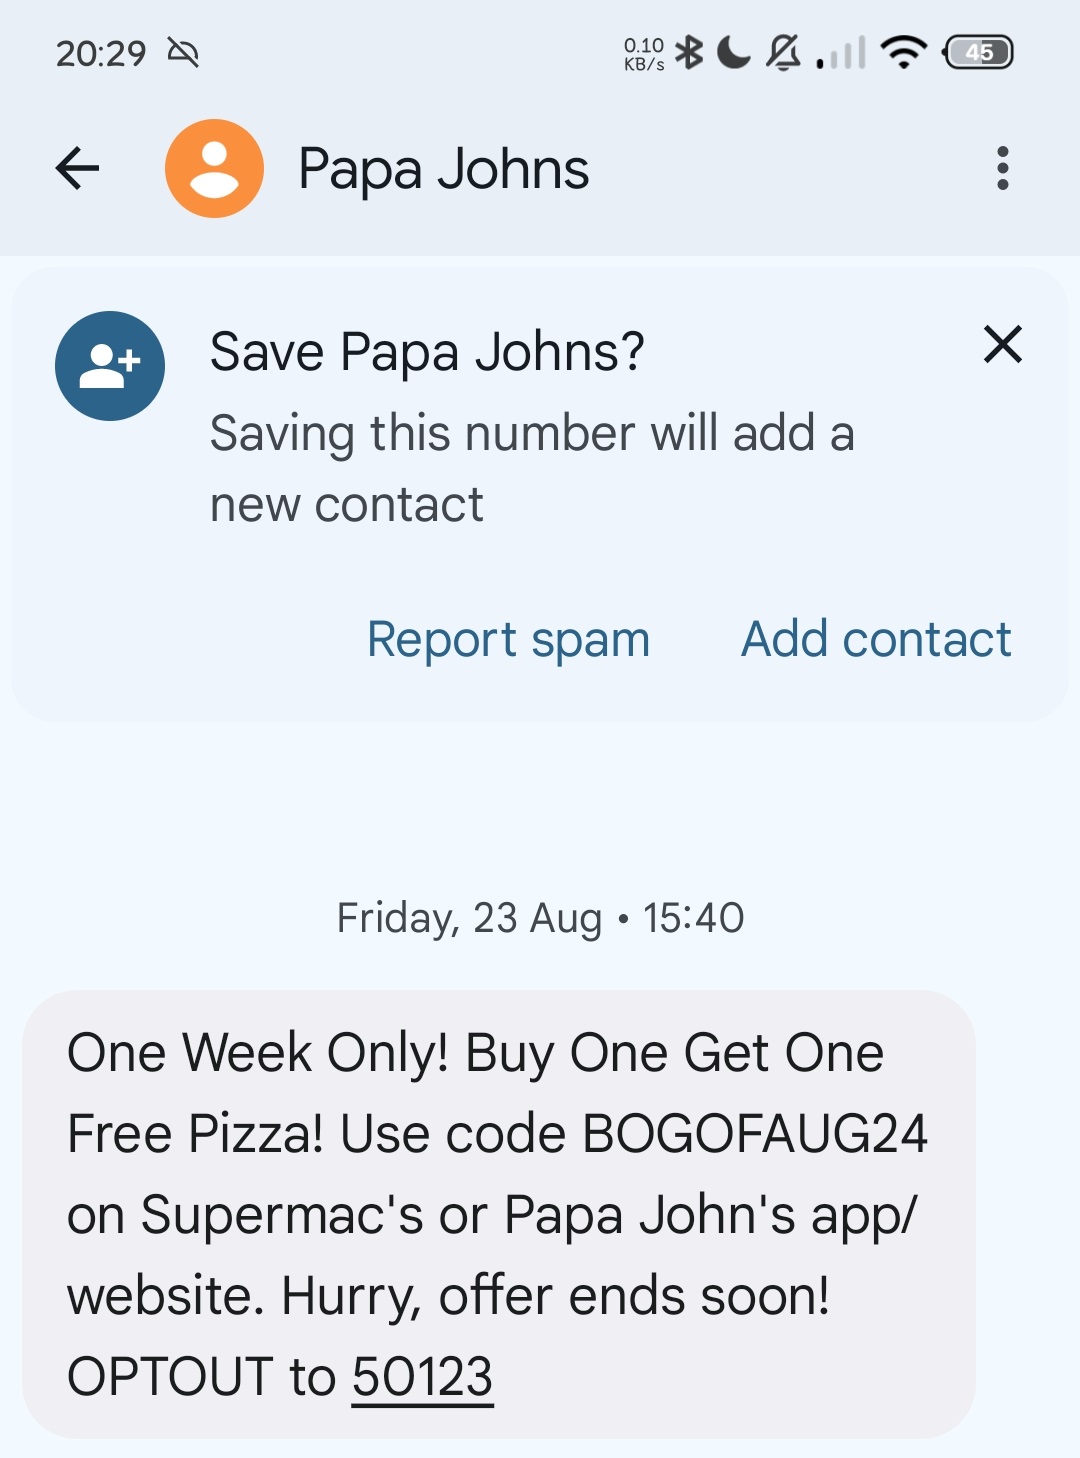 20:29
0.10
KB/s
45
Papa Johns
Save Papa Johns?
Saving this number will add a
new contact
Report spam
Add contact
Friday, 23 Aug • 15:40
One Week Only! Buy One Get One
Free Pizza! Use code BOGOFAUG24
on Supermac's or Papa John's app/
website. Hurry, offer ends soon!
OPTOUT to 50123